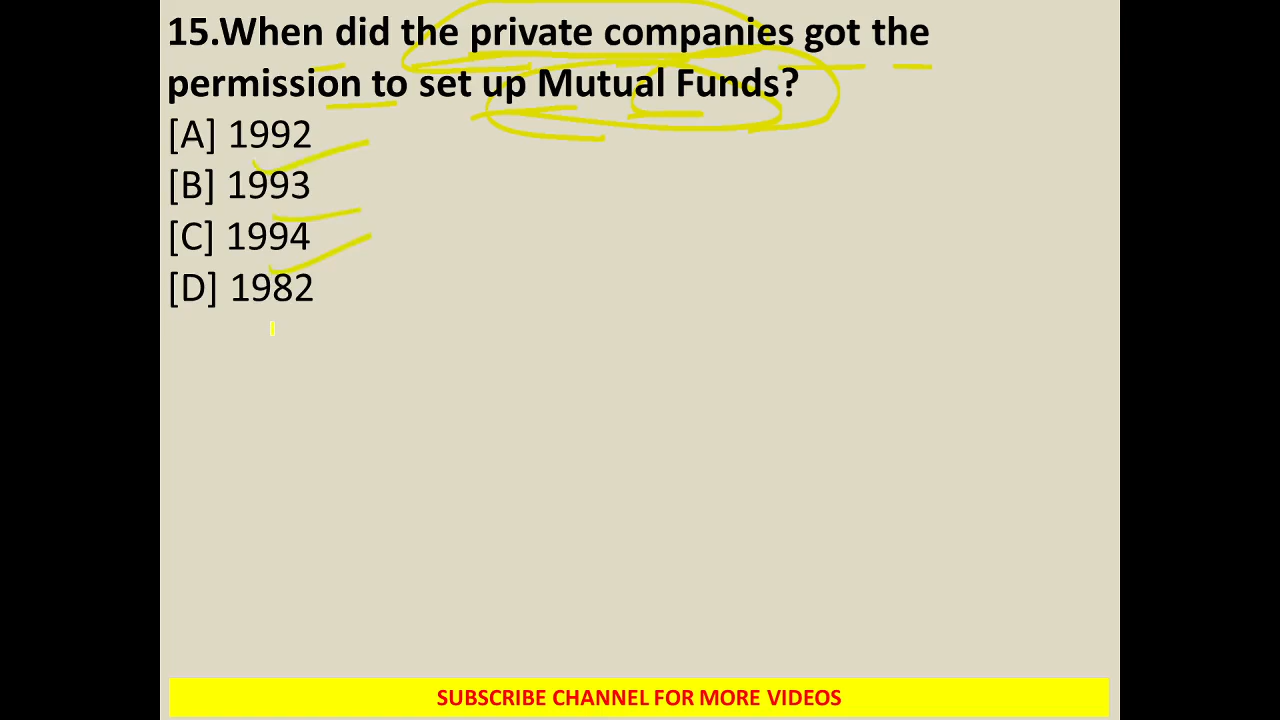 15.When did the private companies got the
permission to set up Mutual Funds?
[A] 1992
[B] 1993
[C] 1994
[D] 1982
SUBSCRIBE CHANNEL FOR MORE VIDEOS